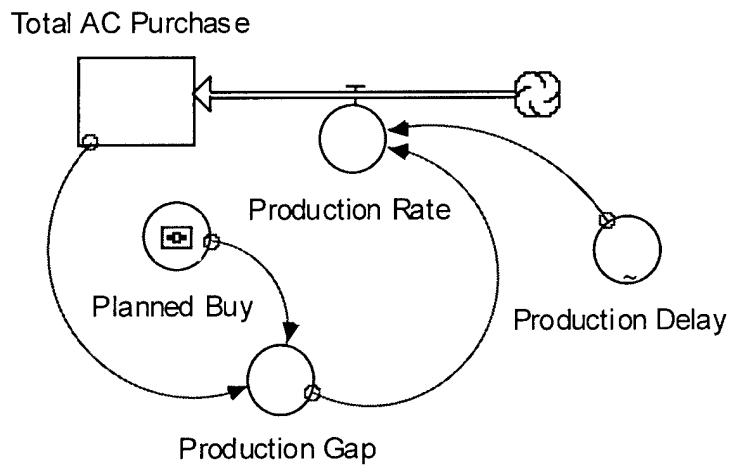 Total AC Purchase
Production Rate
Planned Buy
Production Delay
~
Production Gap